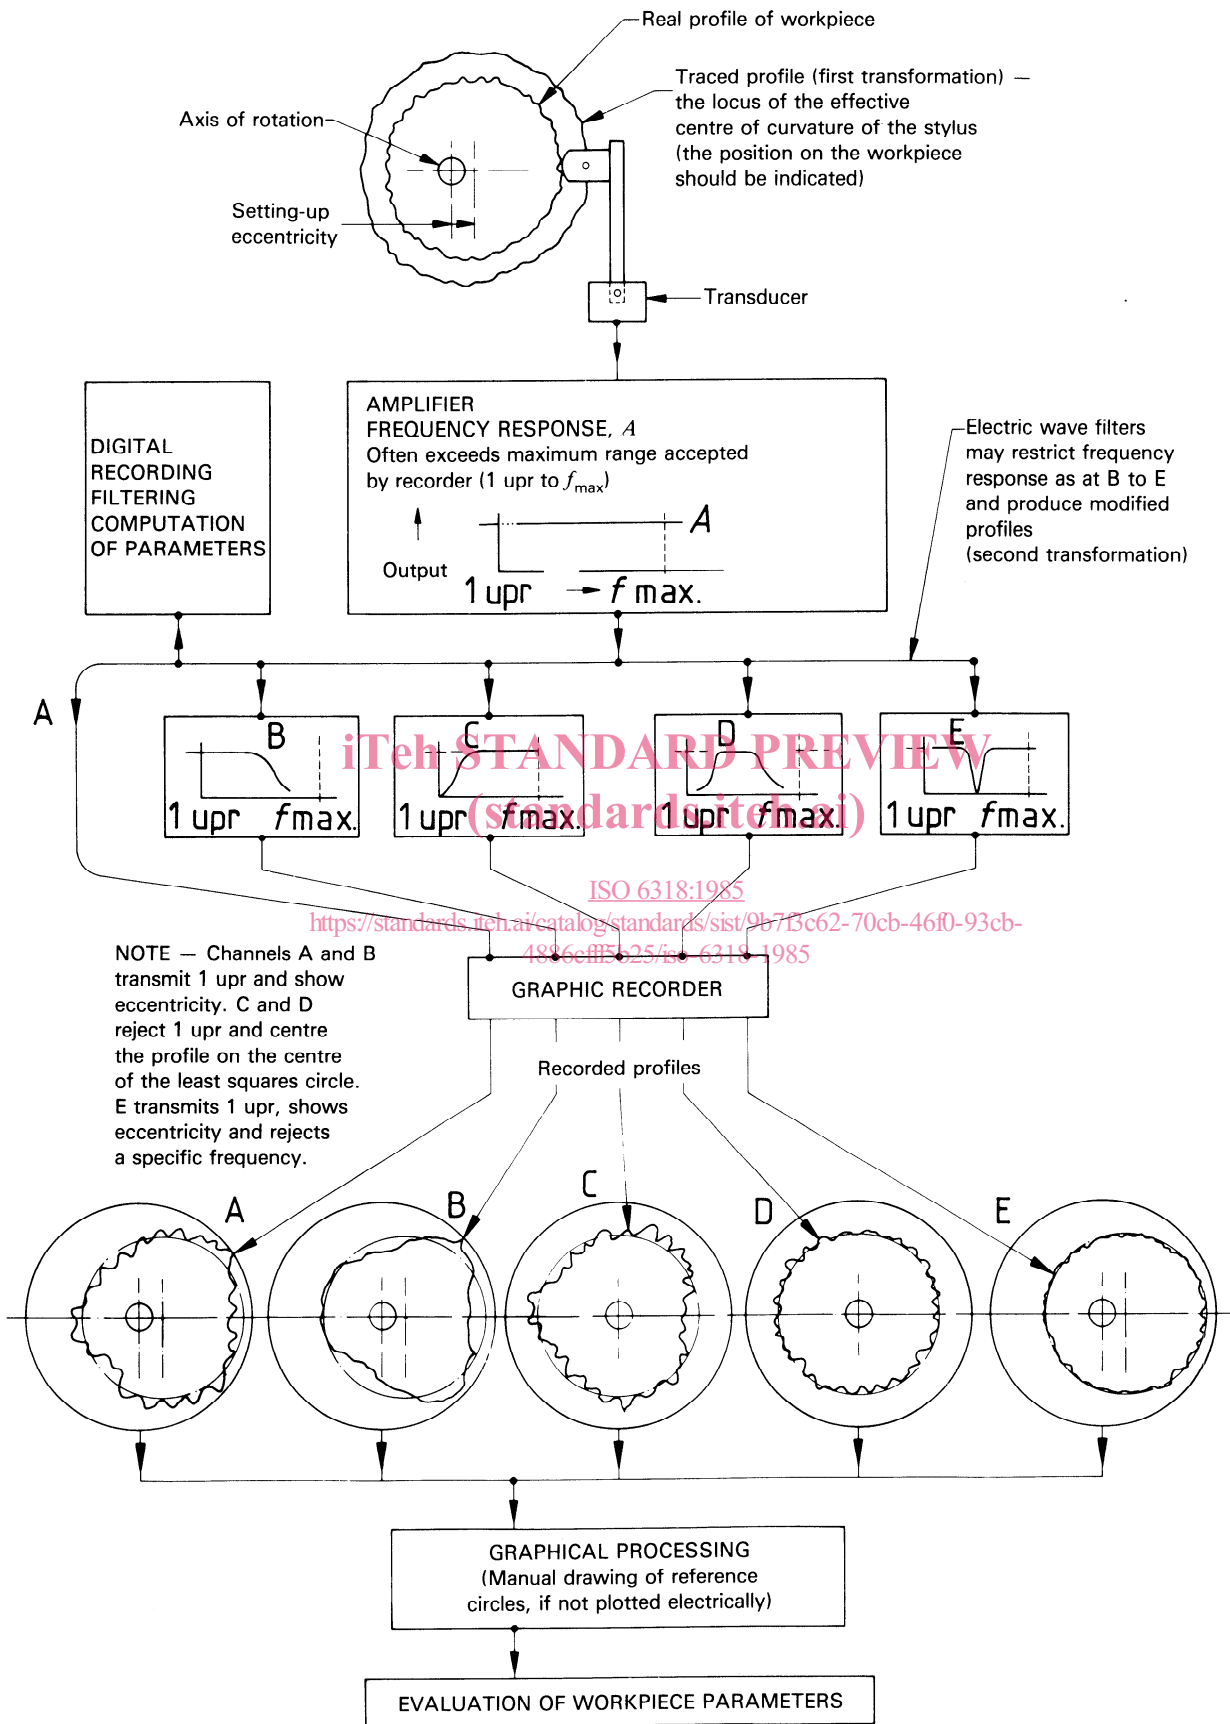 Real profile of workpiece
Traced profile (first transformation) —
the locus of the effective
centre of curvature of the stylus
(the position on the workpiece
should be indicated)
Axis of rotation
Setting-up
eccentricity
Transducer
DIGITAL
RECORDING
FILTERING
COMPUTATION
OF PARAMETERS
AMPLIFIER
FREQUENCY RESPONSE, A
Often exceeds maximum range accepted
by recorder (1 upr to fmax)
A
Output
1 upr → f max.
Electric wave filters
may restrict frequency
response as at B to E
and produce modified
profiles
(second transformation)
A
B
1 upr fmax.
C
1 upr fmax.
D
1 upr fmax.
E
1 upr fmax.
iTeh STANDARD PREVIEW
(standards.iteh.ai)
ISO 6318:1985
https://standards.iteh.ai/catalog/standards/sist/9b7f3c62-70cb-46f0-93cb-
NOTE — Channels A and B
transmit 1 upr and show
eccentricity. C and D
reject 1 upr and centre
the profile on the centre
of the least squares circle.
E transmits 1 upr, shows
eccentricity and rejects
a specific frequency.
GRAPHIC RECORDER
Recorded profiles
A
B
C
D
E
GRAPHICAL PROCESSING
(Manual drawing of reference
circles, if not plotted electrically)
EVALUATION OF WORKPIECE PARAMETERS